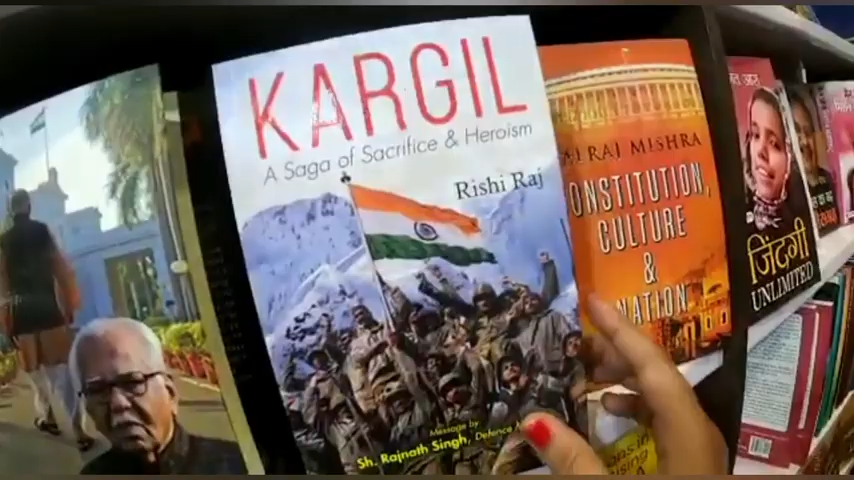 KARGIL
A Saga of Sacrifice & Heroism
Rishi Raj
Message by
Sh. Rajnath Singh, Defence
RAJ MISHRA
CONSTITUTION,
CULTURE
&
NATION
ज़िंदगी
UNLIMITED